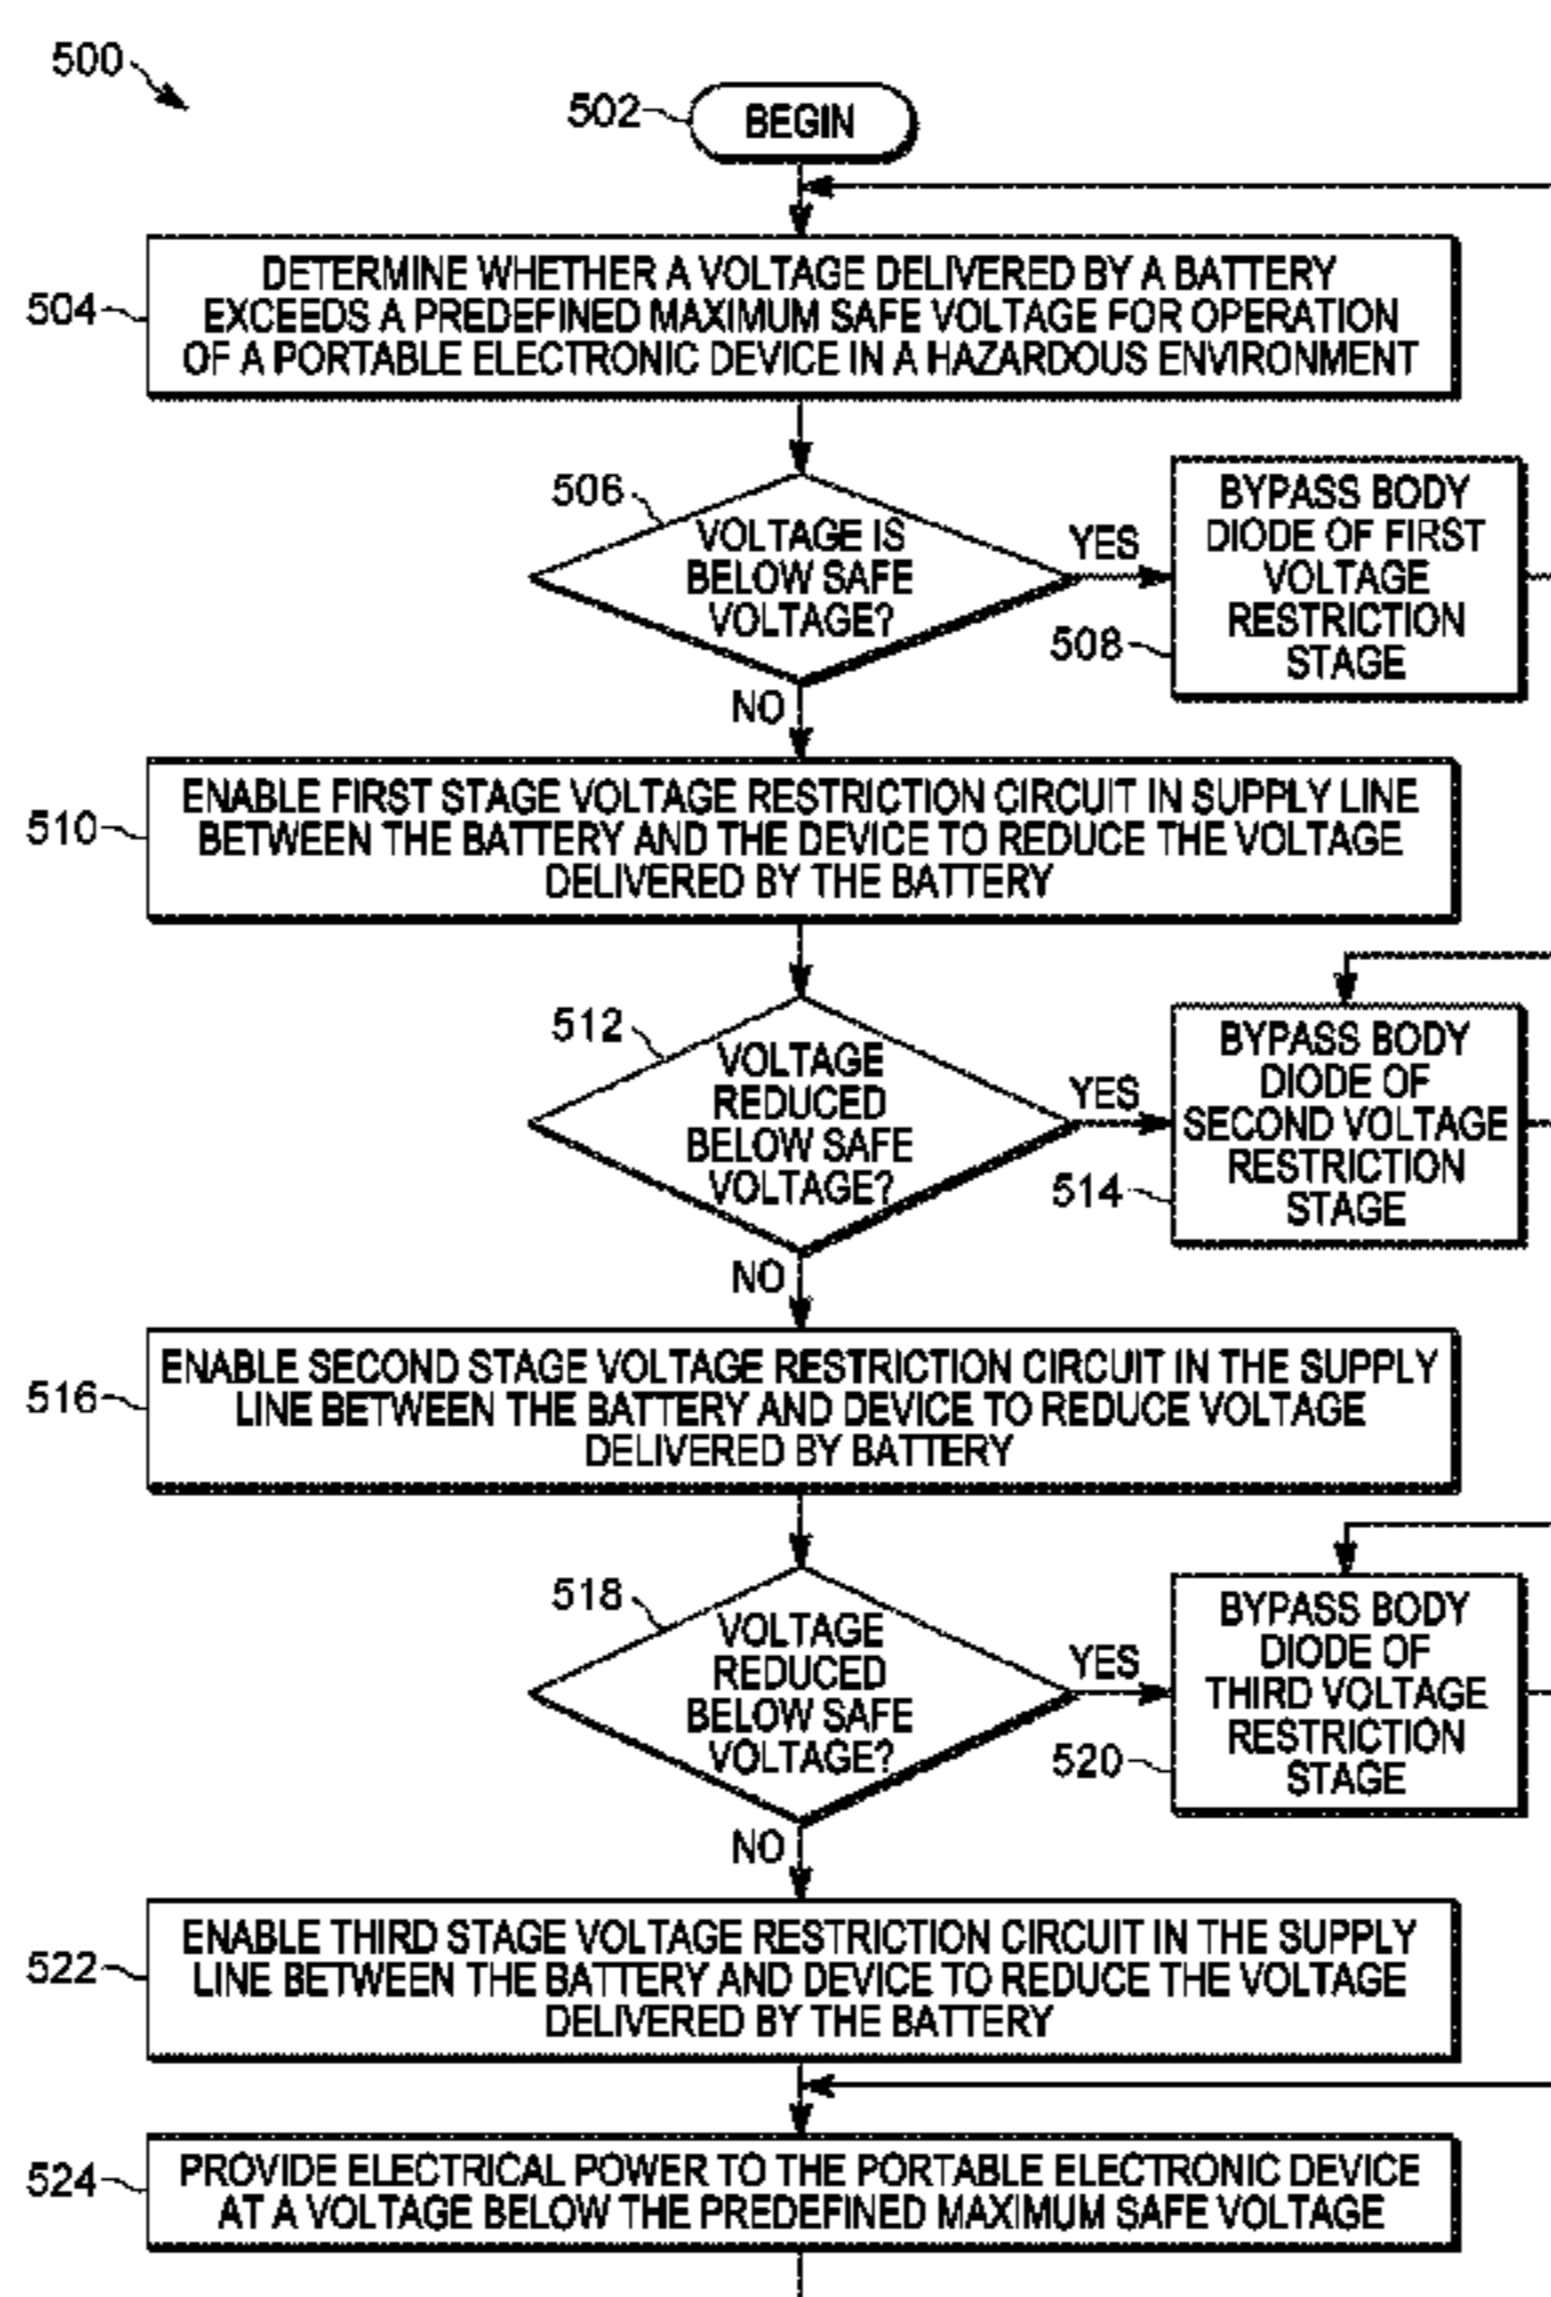 500
502
BEGIN
504
DETERMINE WHETHER A VOLTAGE DELIVERED BY A BATTERY
EXCEEDS A PREDEFINED MAXIMUM SAFE VOLTAGE FOR OPERATION
OF A PORTABLE ELECTRONIC DEVICE IN A HAZARDOUS ENVIRONMENT
506
VOLTAGE IS
BELOW SAFE
VOLTAGE?
YES
BYPASS BODY
DIODE OF FIRST
VOLTAGE
RESTRICTION
STAGE
508
NO
510
ENABLE FIRST STAGE VOLTAGE RESTRICTION CIRCUIT IN SUPPLY LINE
BETWEEN THE BATTERY AND THE DEVICE TO REDUCE THE VOLTAGE
DELIVERED BY THE BATTERY
512
VOLTAGE
REDUCED
BELOW SAFE
VOLTAGE?
YES
BYPASS BODY
DIODE OF
SECOND VOLTAGE
RESTRICTION
STAGE
514
NO
516
ENABLE SECOND STAGE VOLTAGE RESTRICTION CIRCUIT IN THE SUPPLY
LINE BETWEEN THE BATTERY AND DEVICE TO REDUCE VOLTAGE
DELIVERED BY BATTERY
518
VOLTAGE
REDUCED
BELOW SAFE
VOLTAGE?
YES
BYPASS BODY
DIODE OF
THIRD VOLTAGE
RESTRICTION
STAGE
520
NO
522
ENABLE THIRD STAGE VOLTAGE RESTRICTION CIRCUIT IN THE SUPPLY
LINE BETWEEN THE BATTERY AND DEVICE TO REDUCE THE VOLTAGE
DELIVERED BY THE BATTERY
524
PROVIDE ELECTRICAL POWER TO THE PORTABLE ELECTRONIC DEVICE
AT A VOLTAGE BELOW THE PREDEFINED MAXIMUM SAFE VOLTAGE